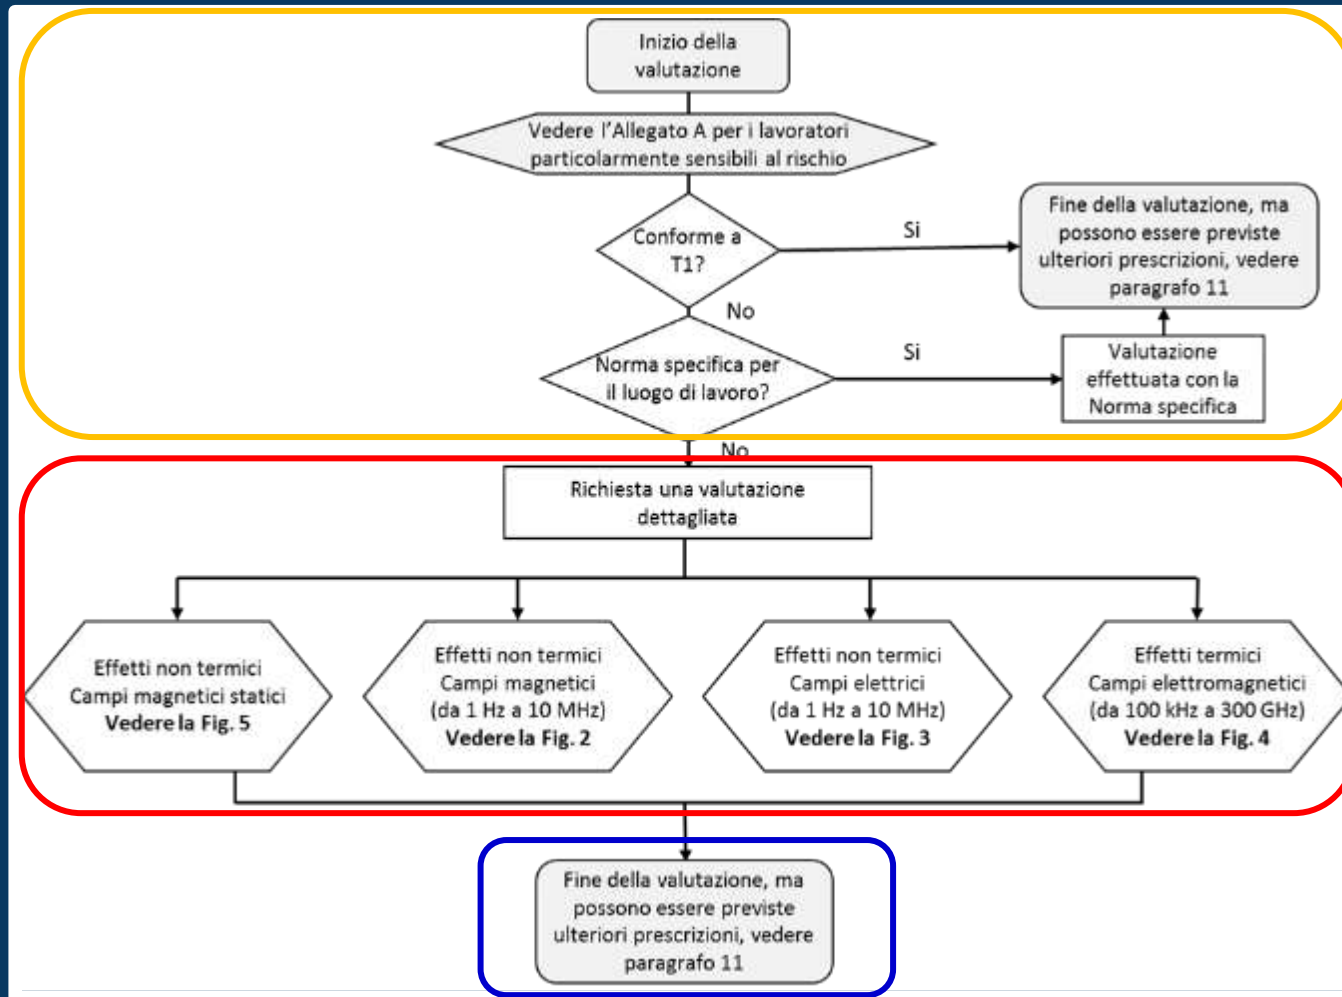 Inizio della
valutazione
Vedere l'Allegato A per i lavoratori
particolarmente sensibili al rischio
Conforme a
T1?
Si
Fine della valutazione, ma
possono essere previste
ulteriori prescrizioni, vedere
paragrafo 11
No
Norma specifica per
il luogo di lavoro?
Si
Valutazione
effettuata con la
Norma specifica
No
Richiesta una valutazione
dettagliata
Effetti non termici
Campi magnetici statici
Vedere la Fig. 5
Effetti non termici
Campi magnetici
(da 1 Hz a 10 MHz)
Vedere la Fig. 2
Effetti non termici
Campi elettrici
(da 1 Hz a 10 MHz)
Vedere la Fig. 3
Effetti termici
Campi elettromagnetici
(da 100 kHz a 300 GHz)
Vedere la Fig. 4
Fine della valutazione, ma
possono essere previste
ulteriori prescrizioni, vedere
paragrafo 11